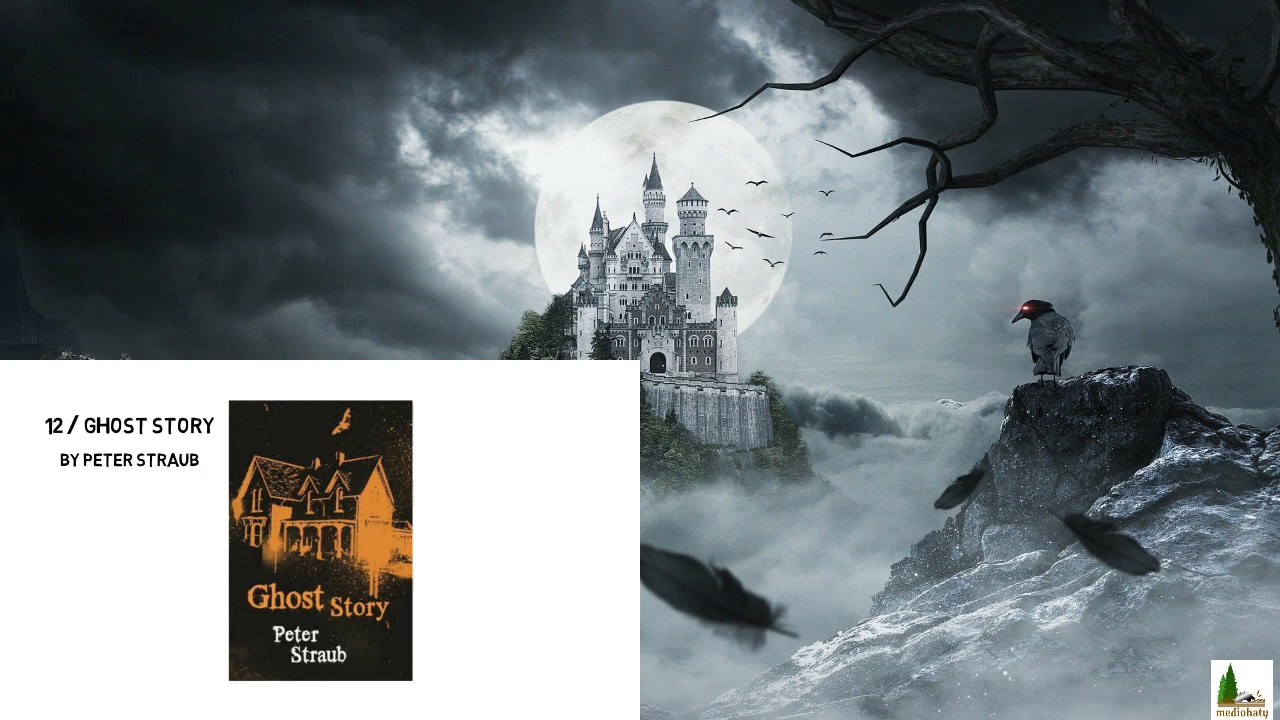 12 / GHOST STORY
BY PETER STRAUB
Ghost Story
Peter
Straub
mediohaty